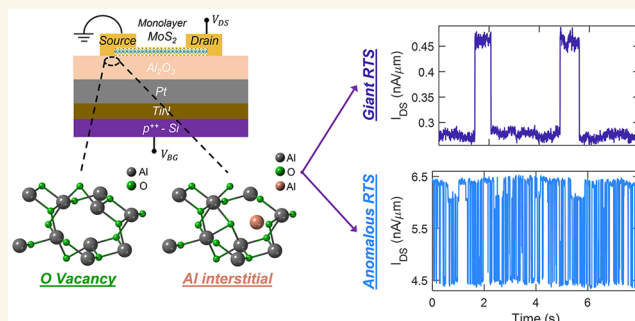 Monolayer
MoS₂
V_DS
Source
Drain
Al₂O₃
Pt
TiN
p⁺⁺ - Si
V_BG
Al
O
Al
O
Al
O Vacancy
Al interstitial
Giant RTS
I_DS (nA/µm)
0.45
0.4
0.35
0.3
Anomalous RTS
I_DS (nA/µm)
6.5
5.5
4.5
0 2 4 6
Time (s)